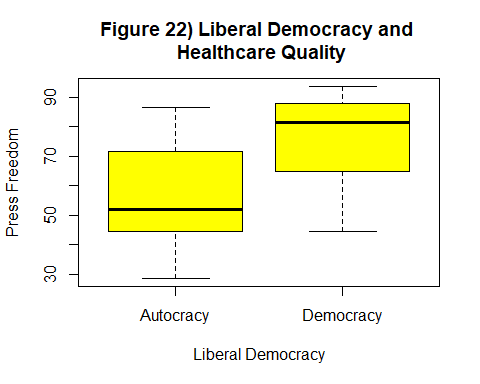 Figure 22) Liberal Democracy and
Healthcare Quality
Press Freedom
90
70
50
30
Autocracy Democracy
Liberal Democracy